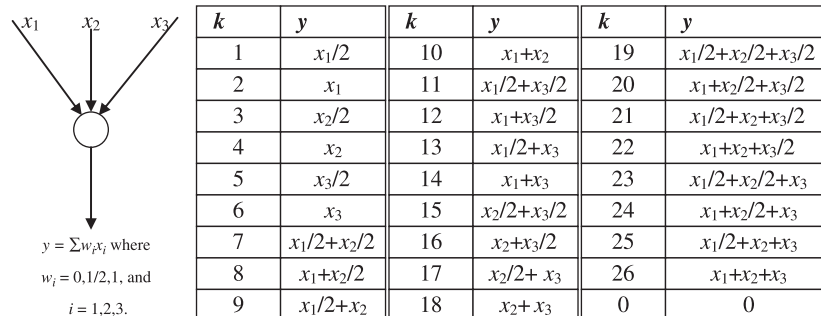 x₁ x₂ x₃
y = ∑wᵢxᵢ where
wᵢ = 0,1/2,1, and
i = 1,2,3.
k y k y k y
1 x₁/2 10 x₁+x₂ 19 x₁/2+x₂/2+x₃/2
2 x₁ 11 x₁/2+x₃/2 20 x₁+x₂/2+x₃/2
3 x₂/2 12 x₁+x₃/2 21 x₁/2+x₂+x₃/2
4 x₂ 13 x₁/2+x₃ 22 x₁+x₂+x₃/2
5 x₃/2 14 x₁+x₃ 23 x₁/2+x₂/2+x₃
6 x₃ 15 x₂/2+x₃/2 24 x₁+x₂/2+x₃
7 x₁/2+x₂/2 16 x₂+x₃/2 25 x₁/2+x₂+x₃
8 x₁+x₂/2 17 x₂/2+ x₃ 26 x₁+x₂+x₃
9 x₁/2+x₂ 18 x₂+x₃ 0 0